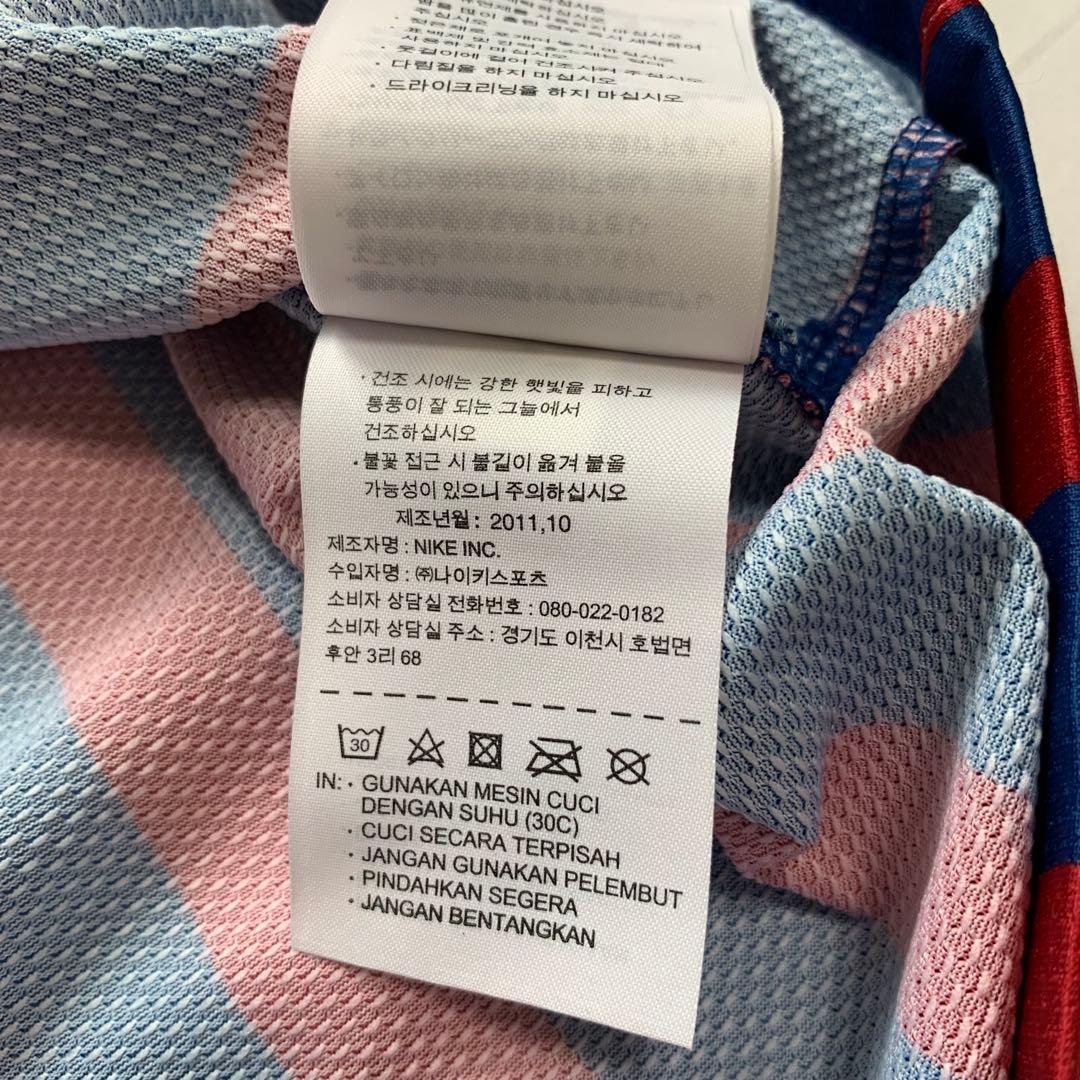 · 다림질을 하지 마십시오
· 드라이크리닝을 하지 마십시오
· 건조 시에는 강한 햇빛을 피하고
통풍이 잘 되는 그늘에서
건조하십시오
· 불꽃 접근 시 불길이 옮겨 붙을
가능성이 있으니 주의하십시오
제조년월 : 2011,10
제조자명 : NIKE INC.
수입자명 : ㈜나이키스포츠
소비자 상담실 전화번호 : 080-022-0182
소비자 상담실 주소 : 경기도 이천시 호법면
후안 3리 68
30
IN: · GUNAKAN MESIN CUCI
DENGAN SUHU (30C)
· CUCI SECARA TERPISAH
· JANGAN GUNAKAN PELEMBUT
· PINDAHKAN SEGERA
· JANGAN BENTANGKAN